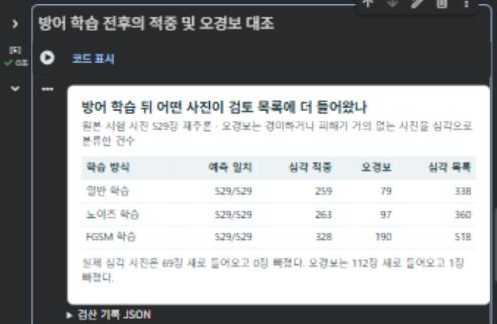 방어 학습 전후의 적중 및 오경보 대조
[5]
0초
코드 표시
방어 학습 뒤 어떤 사진이 검토 목록에 더 들어왔나
원본 시험 사진 529장 재추론 · 오경보는 경미하거나 피해가 거의 없는 사진을 심각으로
분류한 건수
학습 방식 예측 일치 심각 적중 오경보 심각 목록
일반 학습 529/529 259 79 338
노이즈 학습 529/529 263 97 360
FGSM 학습 529/529 328 190 518
실제 심각 사진은 69장 새로 들어오고 0장 빠졌다. 오경보는 112장 새로 들어오고 1장
빠졌다.
검산 기록 JSON